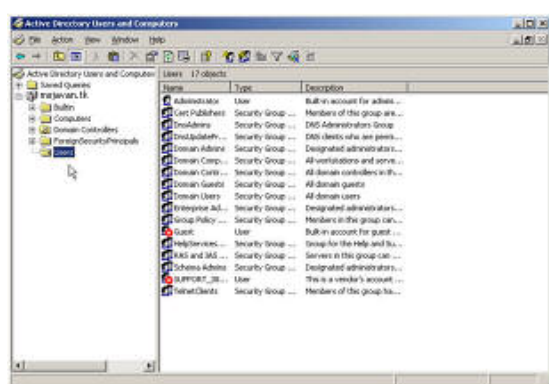 Active Directory Users and Computers
File Action View Window Help
Active Directory Users and Computer
Users 17 objects
Saved Queries
Builtin
Computers
Domain Controllers
ForeignSecurityPrincipals
Users
Name Type Description
Administrator User Built-in account for admini...
Cert Publishers Security Group ... Members of this group are...
DnsAdmins Security Group ... DNS Administrators Group
DnsUpdatePr... Security Group ... DNS clients who are permi...
Domain Admins Security Group ... Designated administrators...
Domain Comp... Security Group ... All workstations and serve...
Domain Contr... Security Group ... All domain controllers in th...
Domain Guests Security Group ... All domain guests
Domain Users Security Group ... All domain users
Enterprise Ad... Security Group ... Designated administrators...
Group Policy ... Security Group ... Members in this group can...
Guest User Built-in account for guest ...
HelpServices... Security Group ... Group for the Help and Su...
RAS and IAS ... Security Group ... Servers in this group can ...
Schema Admins Security Group ... Designated administrators...
SUPPORT_38... User This is a vendor's account ...
TelnetClients Security Group ... Members of this group ha...